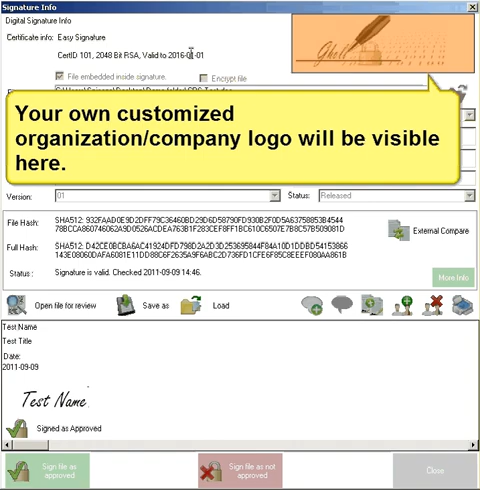 Signature Info
Digital Signature Info
Certificate info: Easy Signature
CertID 101, 2048 Bit RSA, Valid to 2016-01-01
File embedded inside signature. Encrypt file
Your own customized
organization/company logo will be visible
here.
Version: 01 Status: Released
File Hash: SHA512: 932FAAD0E9D2DFF79C36460BD29D6D58790FD930B2F0D5A63758853B4544
78BCCA860746062A9D0526ACDEA763B1F283CEF8FF1BC610C6507E7B8C57B509081D
External Compare
Full Hash: SHA512: D42CE0BCBA6AC41924DFD798D2A2D3D253695844F84A10D1DDBD54153866
143E08060DAFA6081E11DD88C6F2635A9F6ABC2D736FD1CFE6F85C8EEEF080AA861B
Status : Signature is valid. Checked 2011-09-09 14:46.
More Info
Open file for review Save as Load
Test Name
Test Title
Date:
2011-09-09
Test Name
Signed as Approved
Sign file as
approved
Sign file as not
approved
Close